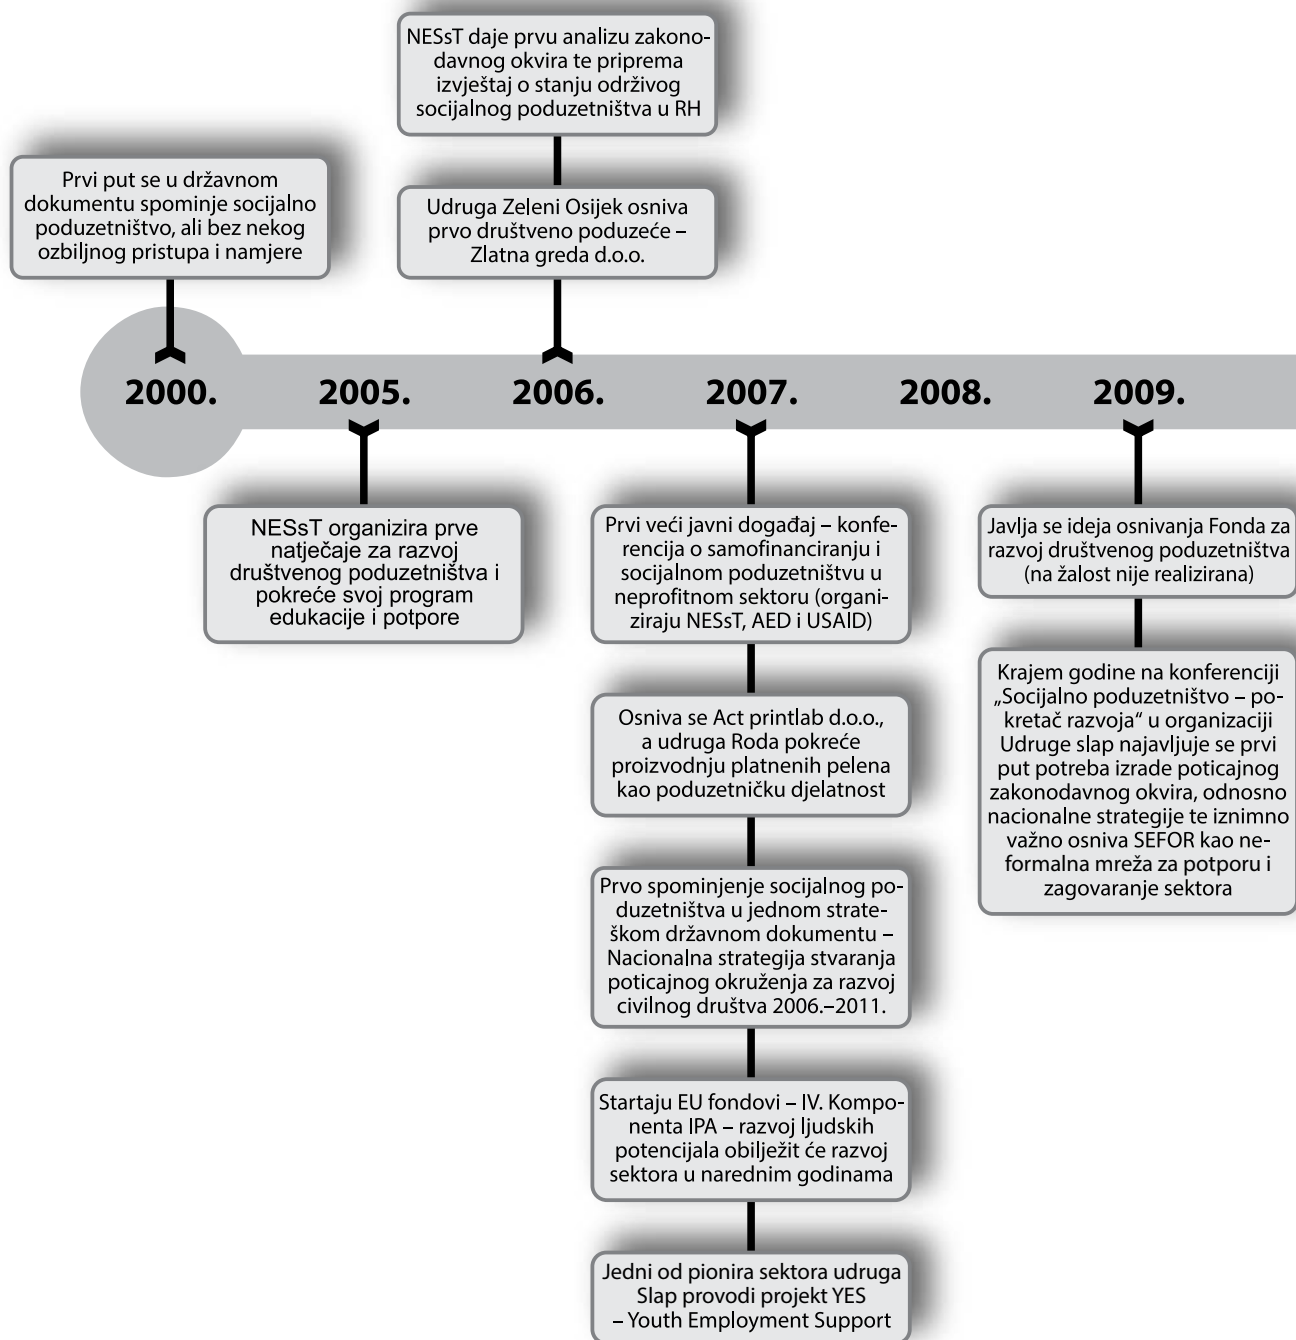 NESsT daje prvu analizu zakono-
davnog okvira te priprema
izvještaj o stanju održivog
socijalnog poduzetništva u RH
Prvi put se u državnom
dokumentu spominje socijalno
poduzetništvo, ali bez nekog
ozbiljnog pristupa i namjere
Udruga Zeleni Osijek osniva
prvo društveno poduzeće –
Zlatna greda d.o.o.
2000. 2005. 2006. 2007. 2008. 2009.
NESsT organizira prve
natječaje za razvoj
društvenog poduzetništva i
pokreće svoj program
edukacije i potpore
Prvi veći javni događaj – konfe-
rencija o samofinanciranju i
socijalnom poduzetništvu u
neprofitnom sektoru (organi-
ziraju NESsT, AED i USAID)
Osniva se Act printlab d.o.o.,
a udruga Roda pokreće
proizvodnju platnenih pelena
kao poduzetničku djelatnost
Prvo spominjenje socijalnog po-
duzetništva u jednom strate-
škom državnom dokumentu –
Nacionalna strategija stvaranja
poticajnog okruženja za razvoj
civilnog društva 2006.–2011.
Startaju EU fondovi – IV. Kompo-
nenta IPA – razvoj ljudskih
potencijala obilježit će razvoj
sektora u narednim godinama
Jedni od pionira sektora udruga
Slap provodi projekt YES
– Youth Employment Support
Javlja se ideja osnivanja Fonda za
razvoj društvenog poduzetništva
(na žalost nije realizirana)
Krajem godine na konferenciji
„Socijalno poduzetništvo – po-
kretač razvoja“ u organizaciji
Udruge slap najavljuje se prvi
put potreba izrade poticajnog
zakonodavnog okvira, odnosno
nacionalne strategije te iznimno
važno osniva SEFOR kao ne-
formalna mreža za potporu i
zagovaranje sektora